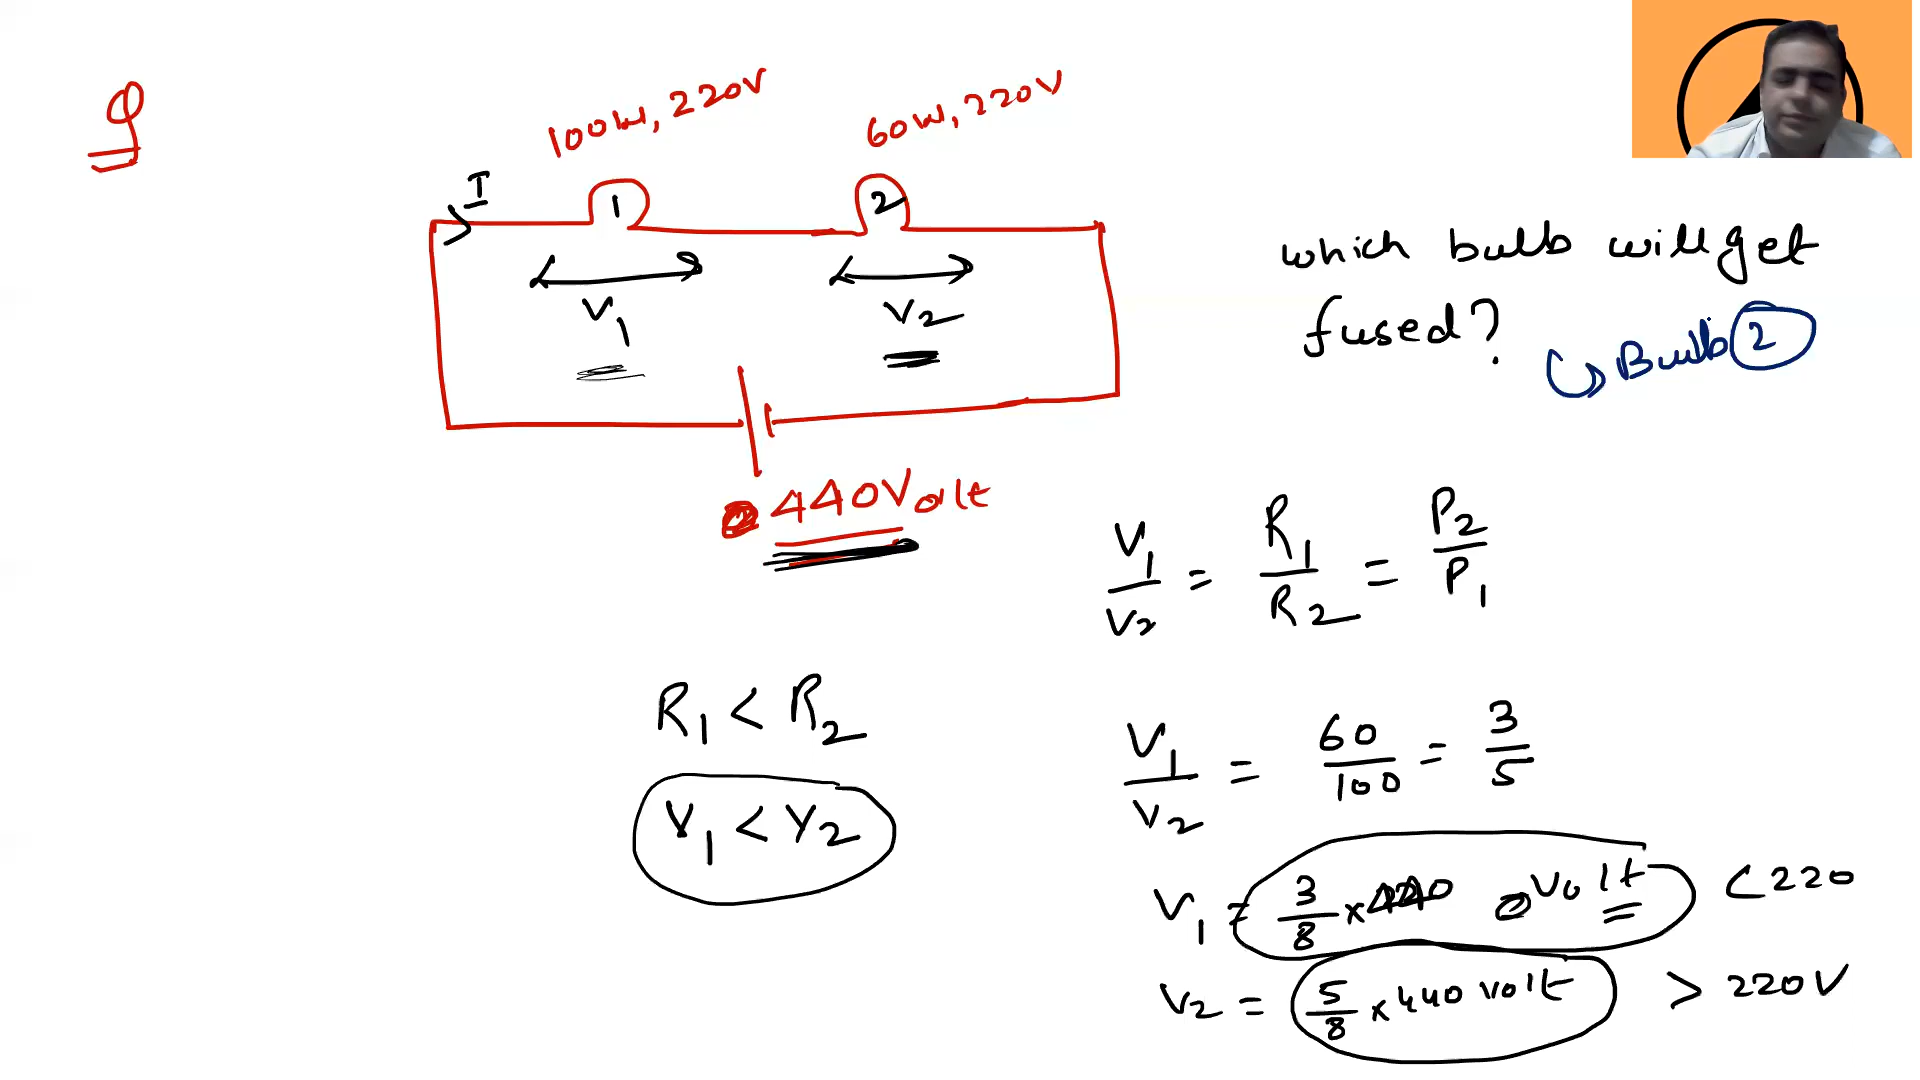 Q
100W, 220V
60W, 220V
I
1
2
V1
V2
which bulb will get
fused?
Bulb 2
440Volt
V1/V2 = R1/R2 = P2/P1
R1 < R2
V1 < V2
V1/V2 = 60/100 = 3/5
V1 = 3/8 x 440 Volt < 220
V2 = 5/8 x 440 volt > 220V